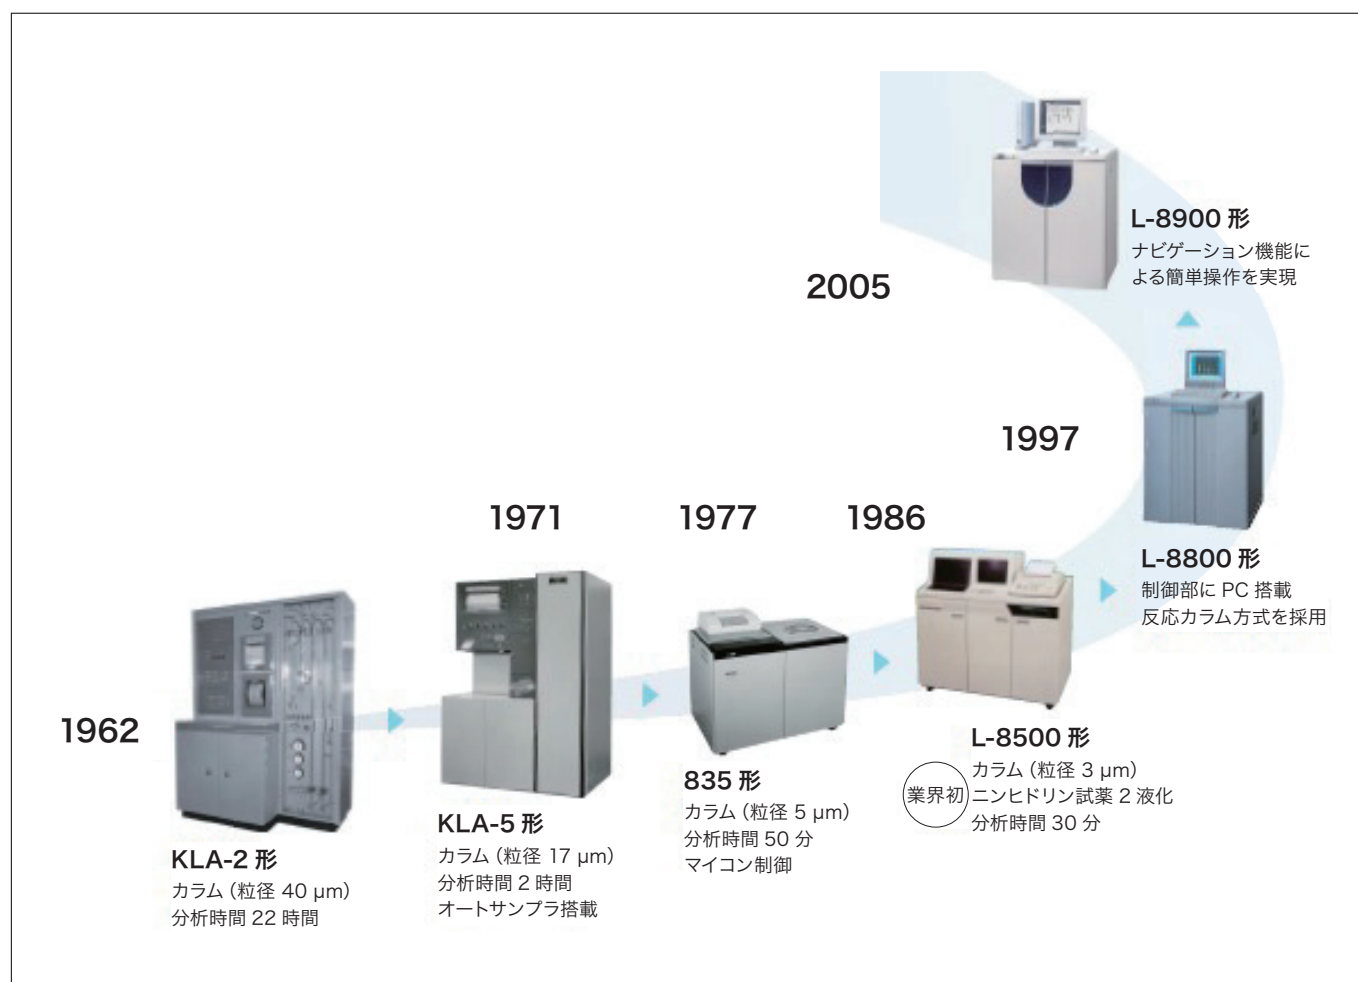 1962
KLA-2 形
カラム（粒径 40 μm）
分析時間 22 時間
1971
KLA-5 形
カラム（粒径 17 μm）
分析時間 2 時間
オートサンプラ搭載
1977
835 形
カラム（粒径 5 μm）
分析時間 50 分
マイコン制御
1986
L-8500 形
業界初
カラム（粒径 3 μm）
ニンヒドリン試薬 2 液化
分析時間 30 分
1997
L-8800 形
制御部に PC 搭載
反応カラム方式を採用
2005
L-8900 形
ナビゲーション機能に
よる簡単操作を実現